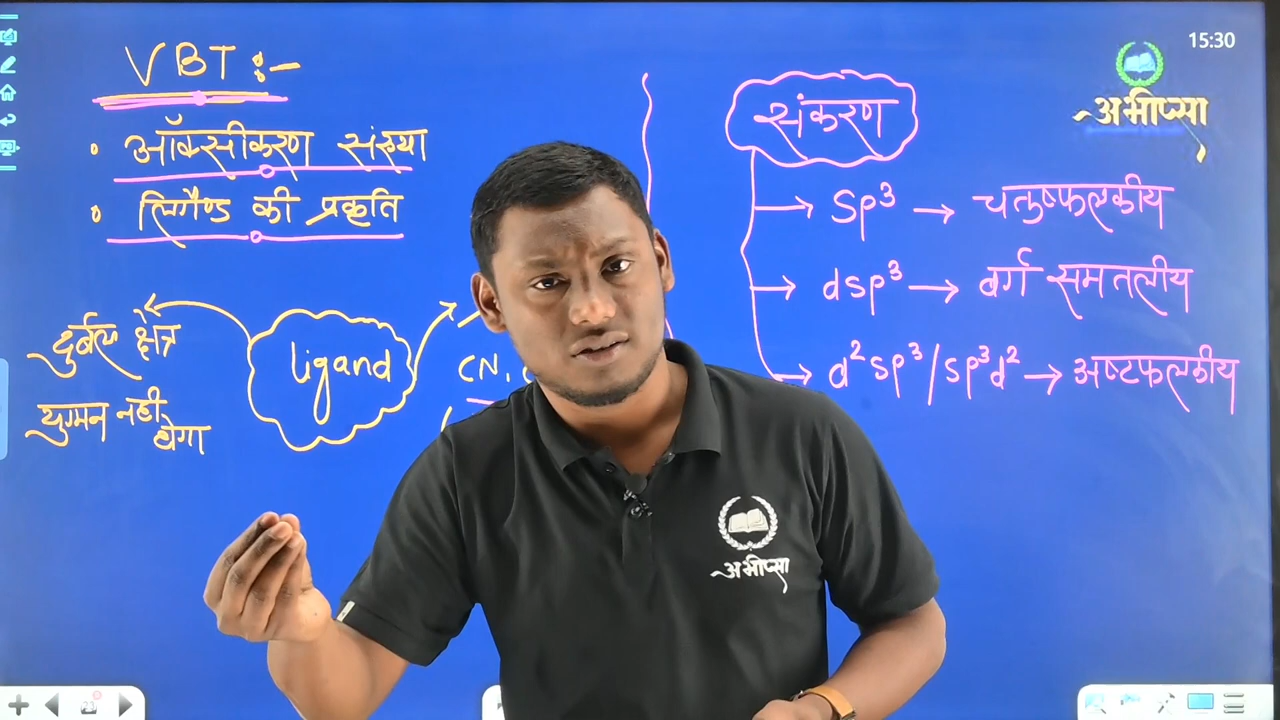 VBT :-
• ऑक्सीकरण संख्या
• लिगैण्ड की प्रकृति
दुर्बल क्षेत्र
युग्मन नही होगा
Ligand
CN,
संकरण
→ sp³ → चतुष्फलकीय
→ dsp³ → वर्ग समतलीय
→ d²sp³/sp³d² → अष्टफलकीय
15:30
अभीप्सा
अभीप्सा
23